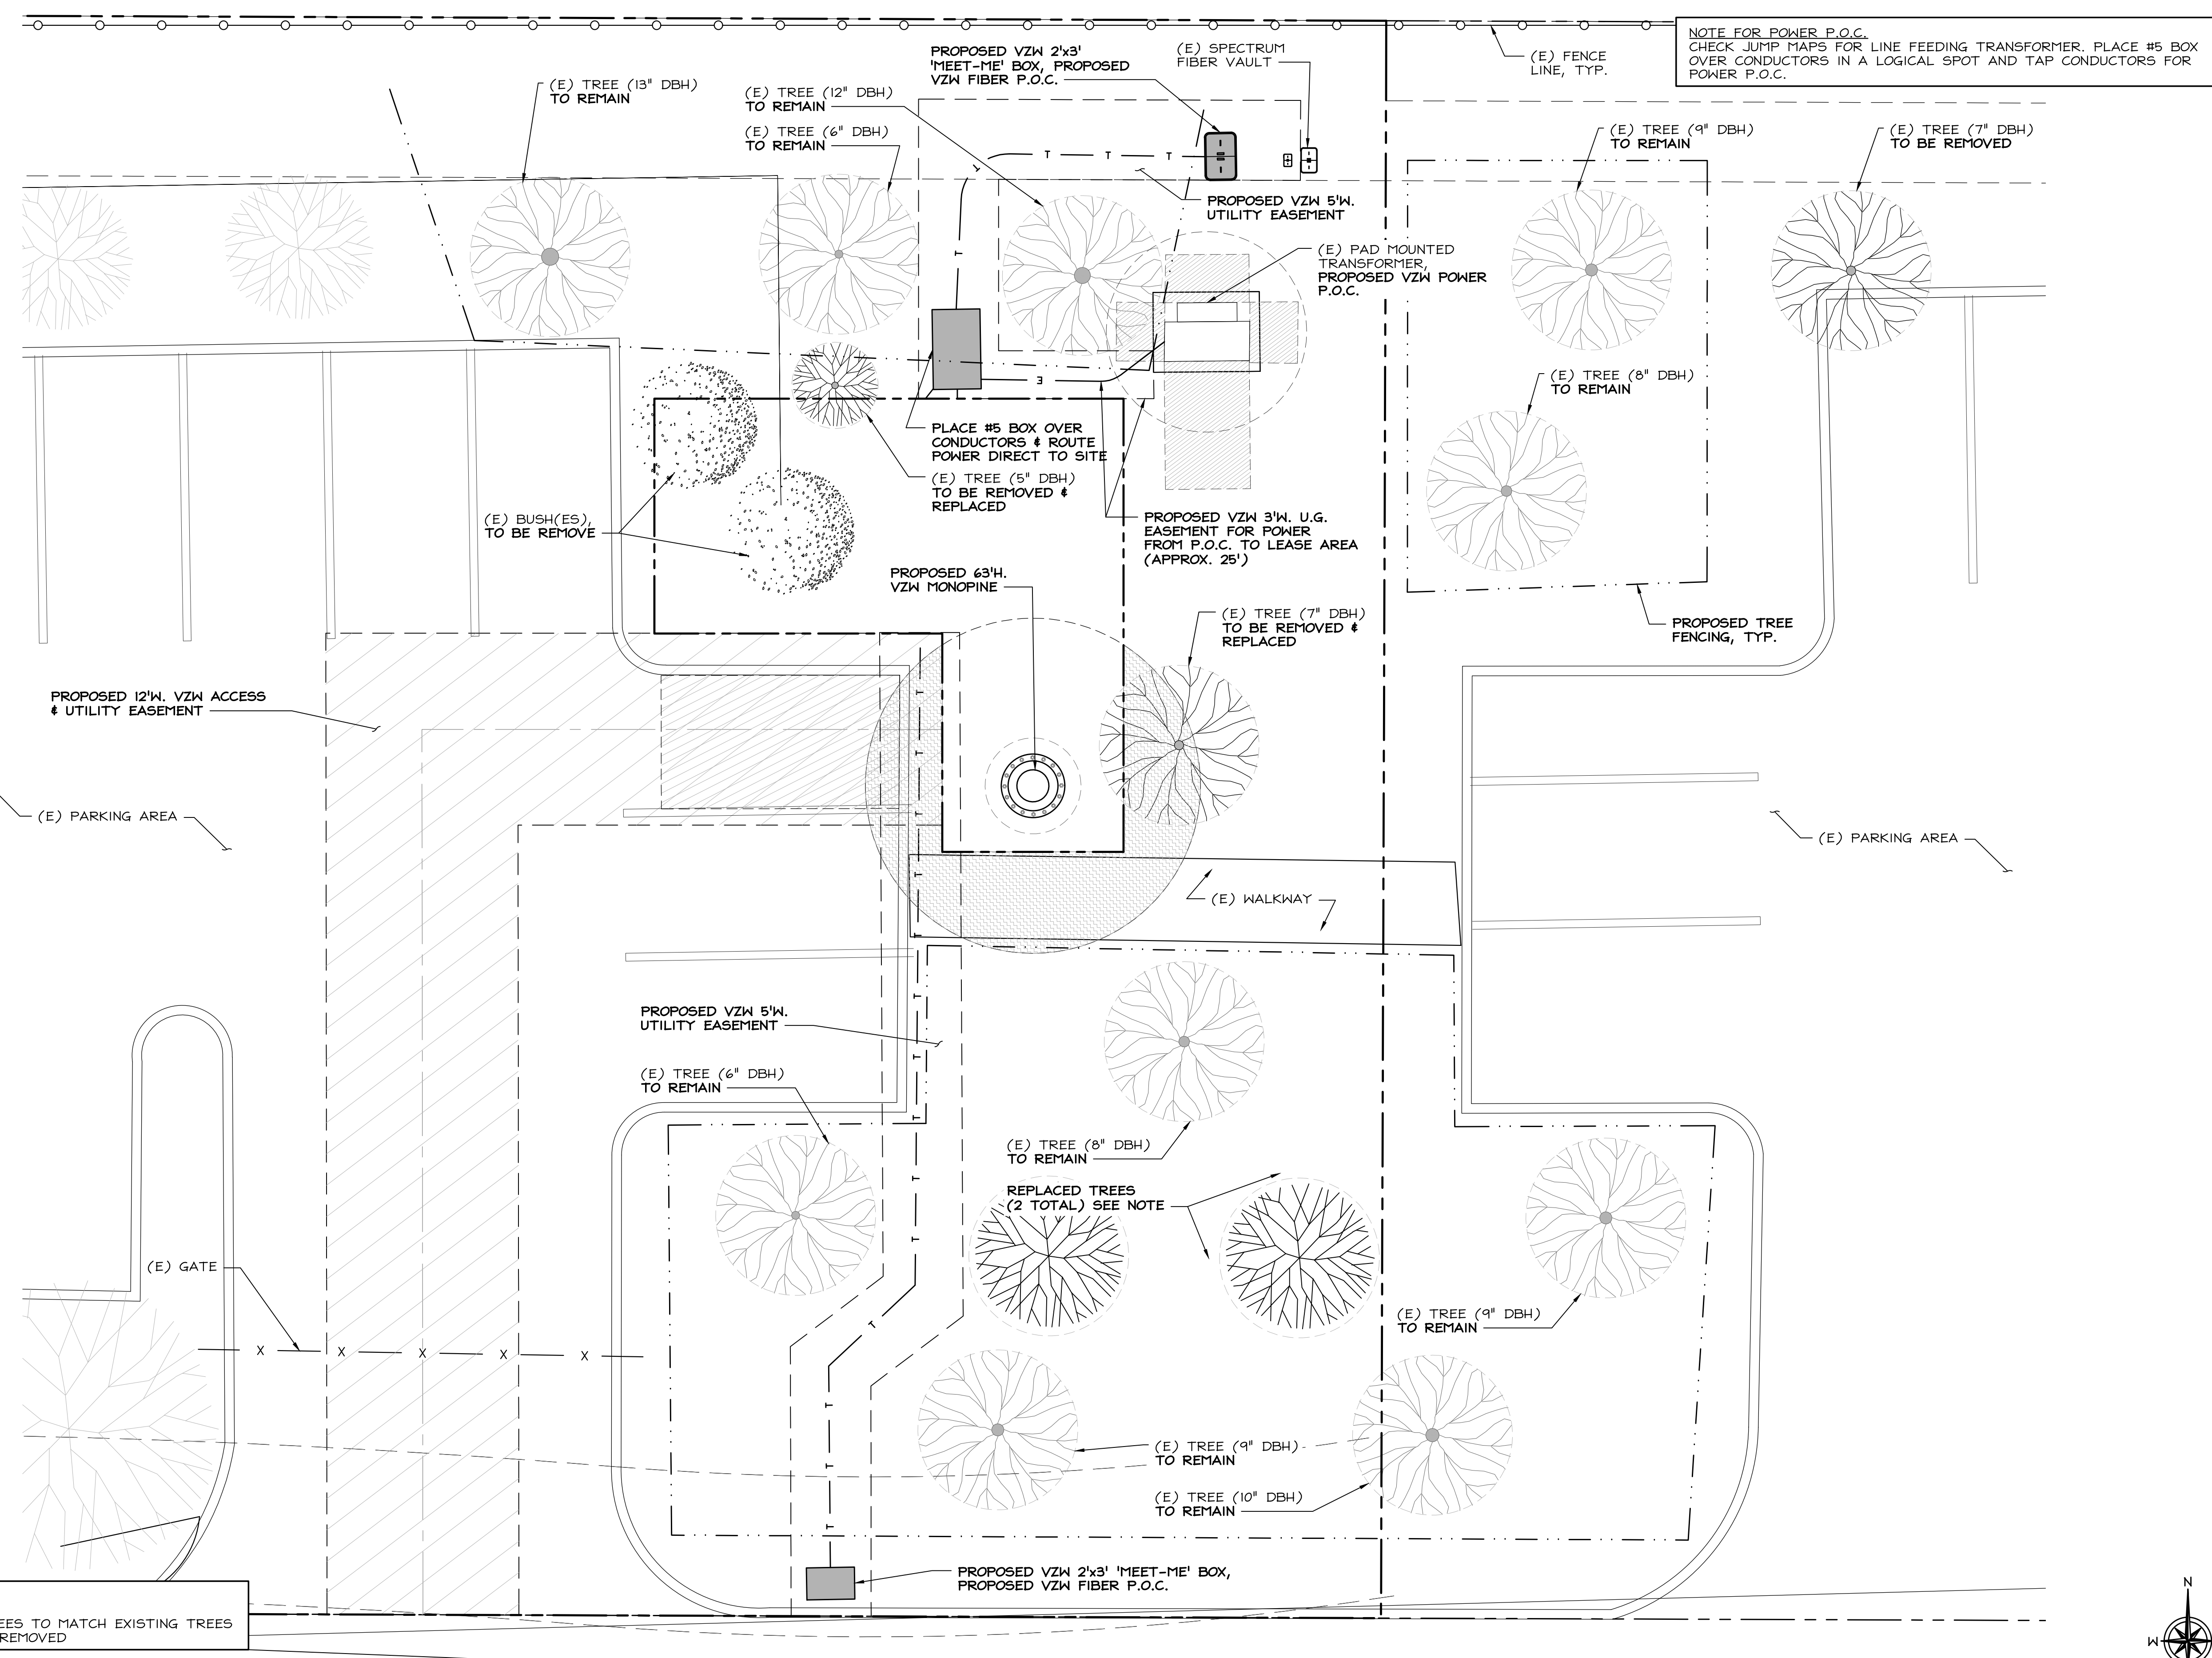 NOTE FOR POWER P.O.C.
CHECK JUMP MAPS FOR LINE FEEDING TRANSFORMER. PLACE #5 BOX
OVER CONDUCTORS IN A LOGICAL SPOT AND TAP CONDUCTORS FOR
POWER P.O.C.
PROPOSED VZW 2'x3'
'MEET-ME' BOX, PROPOSED
VZW FIBER P.O.C.
(E) SPECTRUM
FIBER VAULT
(E) FENCE
LINE, TYP.
(E) TREE (13" DBH)
TO REMAIN
(E) TREE (12" DBH)
TO REMAIN
(E) TREE (6" DBH)
TO REMAIN
(E) TREE (9" DBH)
TO REMAIN
(E) TREE (7" DBH)
TO BE REMOVED
T T T
T
T
PROPOSED VZW 5'W.
UTILITY EASEMENT
(E) PAD MOUNTED
TRANSFORMER,
PROPOSED VZW POWER
P.O.C.
E
(E) TREE (8" DBH)
TO REMAIN
PLACE #5 BOX OVER
CONDUCTORS & ROUTE
POWER DIRECT TO SITE
(E) TREE (5" DBH)
TO BE REMOVED &
REPLACED
(E) BUSH(ES),
TO BE REMOVE
PROPOSED VZW 3'W. U.G.
EASEMENT FOR POWER
FROM P.O.C. TO LEASE AREA
(APPROX. 25')
PROPOSED 63'H.
VZW MONOPINE
(E) TREE (7" DBH)
TO BE REMOVED &
REPLACED
PROPOSED TREE
FENCING, TYP.
PROPOSED 12'W. VZW ACCESS
& UTILITY EASEMENT
T
T
T
T
T
(E) PARKING AREA
(E) PARKING AREA
(E) WALKWAY
PROPOSED VZW 5'W.
UTILITY EASEMENT
T
T
T
T
T
(E) TREE (6" DBH)
TO REMAIN
(E) TREE (8" DBH)
TO REMAIN
REPLACED TREES
(2 TOTAL) SEE NOTE
(E) GATE
X X X X X
T
T
T
T
(E) TREE (9" DBH)
TO REMAIN
(E) TREE (9" DBH)
TO REMAIN
(E) TREE (10" DBH)
TO REMAIN
PROPOSED VZW 2'x3' 'MEET-ME' BOX,
PROPOSED VZW FIBER P.O.C.
TO MATCH EXISTING TREES
REMOVED
N
W